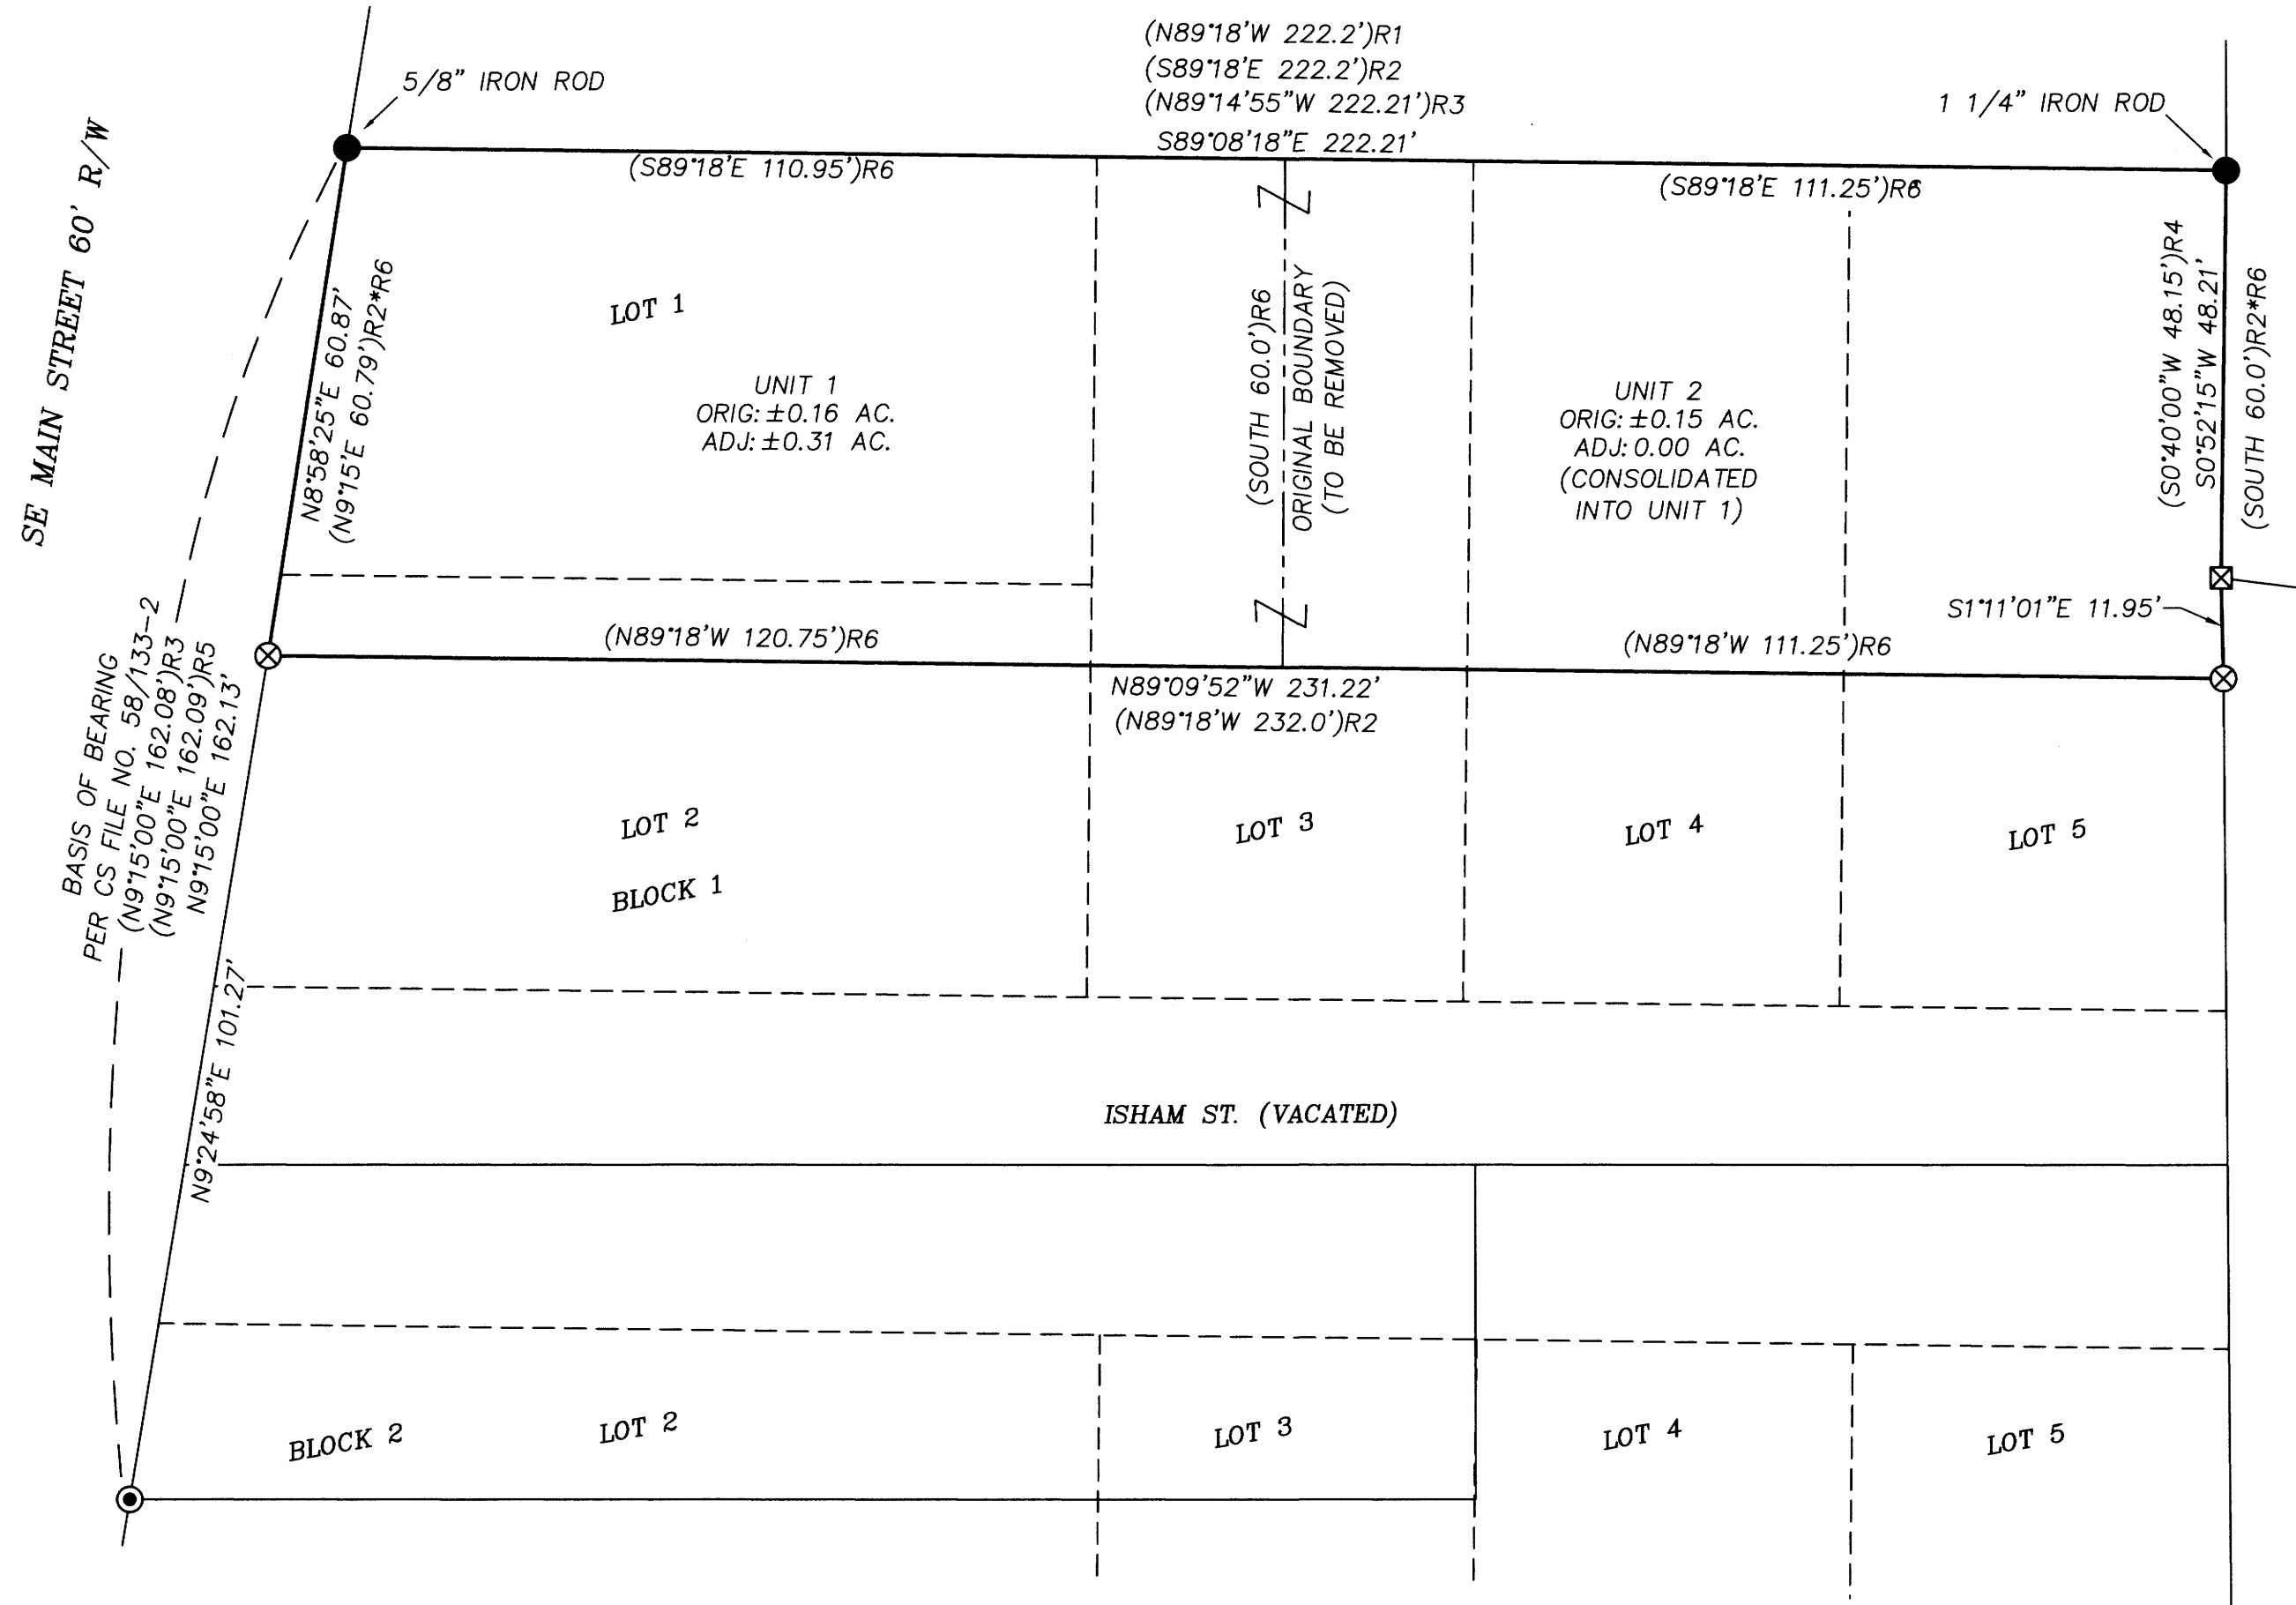 (N89°18'W 222.2')R1
(S89°18'E 222.2')R2
(N89°14'55"W 222.21')R3
S89°08'18"E 222.21'
5/8" IRON ROD
1 1/4" IRON ROD
SE MAIN STREET 60' R/W
(S89°18'E 110.95')R6
(S89°18'E 111.25')R6
N8°58'25"E 60.87'
(N9°15'E 60.79')R2*R6
LOT 1
UNIT 1
ORIG: ±0.16 AC.
ADJ: ±0.31 AC.
(SOUTH 60.0')R6
ORIGINAL BOUNDARY
(TO BE REMOVED)
UNIT 2
ORIG: ±0.15 AC.
ADJ: 0.00 AC.
(CONSOLIDATED
INTO UNIT 1)
(S0°40'00"W 48.15')R4
S0°52'15"W 48.21'
(SOUTH 60.0')R2*R6
S1°11'01"E 11.95'
(N89°18'W 120.75')R6
(N89°18'W 111.25')R6
N89°09'52"W 231.22'
(N89°18'W 232.0')R2
BASIS OF BEARING
PER CS FILE NO. 58/133-2
(N9°15'00"E 162.08')R3
(N9°15'00"E 162.09')R5
N9°15'00"E 162.13'
LOT 2
BLOCK 1
LOT 3
LOT 4
LOT 5
N9°24'58"E 101.27'
ISHAM ST. (VACATED)
BLOCK 2
LOT 2
LOT 3
LOT 4
LOT 5